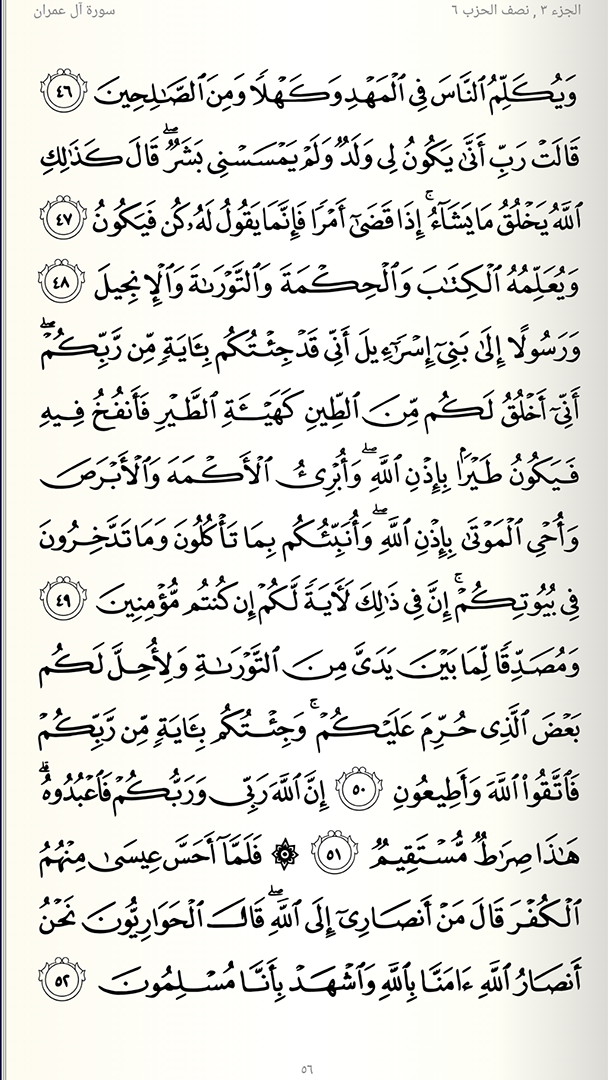 الجزء ٣ , نصف الحزب ٦
سورة آل عمران
وَيُكَلِّمُ ٱلنَّاسَ فِى ٱلْمَهْدِ وَكَهْلًا وَمِنَ ٱلصَّـٰلِحِينَ ٤٦
قَالَتْ رَبِّ أَنَّىٰ يَكُونُ لِى وَلَدٌ وَلَمْ يَمْسَسْنِى بَشَرٌ ۖ قَالَ كَذَٰلِكِ
ٱللَّهُ يَخْلُقُ مَا يَشَآءُ ۚ إِذَا قَضَىٰٓ أَمْرًا فَإِنَّمَا يَقُولُ لَهُۥ كُن فَيَكُونُ ٤٧
وَيُعَلِّمُهُ ٱلْكِتَـٰبَ وَٱلْحِكْمَةَ وَٱلتَّوْرَىٰةَ وَٱلْإِنجِيلَ ٤٨
وَرَسُولًا إِلَىٰ بَنِىٓ إِسْرَٰٓءِيلَ أَنِّى قَدْ جِئْتُكُم بِـَٔايَةٍ مِّن رَّبِّكُمْ ۖ
أَنِّىٓ أَخْلُقُ لَكُم مِّنَ ٱلطِّينِ كَهَيْـَٔةِ ٱلطَّيْرِ فَأَنفُخُ فِيهِ
فَيَكُونُ طَيْرًۢا بِإِذْنِ ٱللَّهِ ۖ وَأُبْرِئُ ٱلْأَكْمَهَ وَٱلْأَبْرَصَ
وَأُحْىِ ٱلْمَوْتَىٰ بِإِذْنِ ٱللَّهِ ۖ وَأُنَبِّئُكُم بِمَا تَأْكُلُونَ وَمَا تَدَّخِرُونَ
فِى بُيُوتِكُمْ ۚ إِنَّ فِى ذَٰلِكَ لَـَٔايَةً لَّكُمْ إِن كُنتُم مُّؤْمِنِينَ ٤٩
وَمُصَدِّقًا لِّمَا بَيْنَ يَدَىَّ مِنَ ٱلتَّوْرَىٰةِ وَلِأُحِلَّ لَكُم
بَعْضَ ٱلَّذِى حُرِّمَ عَلَيْكُمْ ۚ وَجِئْتُكُم بِـَٔايَةٍ مِّن رَّبِّكُمْ
فَٱتَّقُوا۟ ٱللَّهَ وَأَطِيعُونِ ٥٠ إِنَّ ٱللَّهَ رَبِّى وَرَبُّكُمْ فَٱعْبُدُوهُ ۗ
هَـٰذَا صِرَٰطٌ مُّسْتَقِيمٌ ٥١ ۞ فَلَمَّآ أَحَسَّ عِيسَىٰ مِنْهُمُ
ٱلْكُفْرَ قَالَ مَنْ أَنصَارِىٓ إِلَى ٱللَّهِ ۖ قَالَ ٱلْحَوَارِيُّونَ نَحْنُ
أَنصَارُ ٱللَّهِ ءَامَنَّا بِٱللَّهِ وَٱشْهَدْ بِأَنَّا مُسْلِمُونَ ٥٢
٥٦